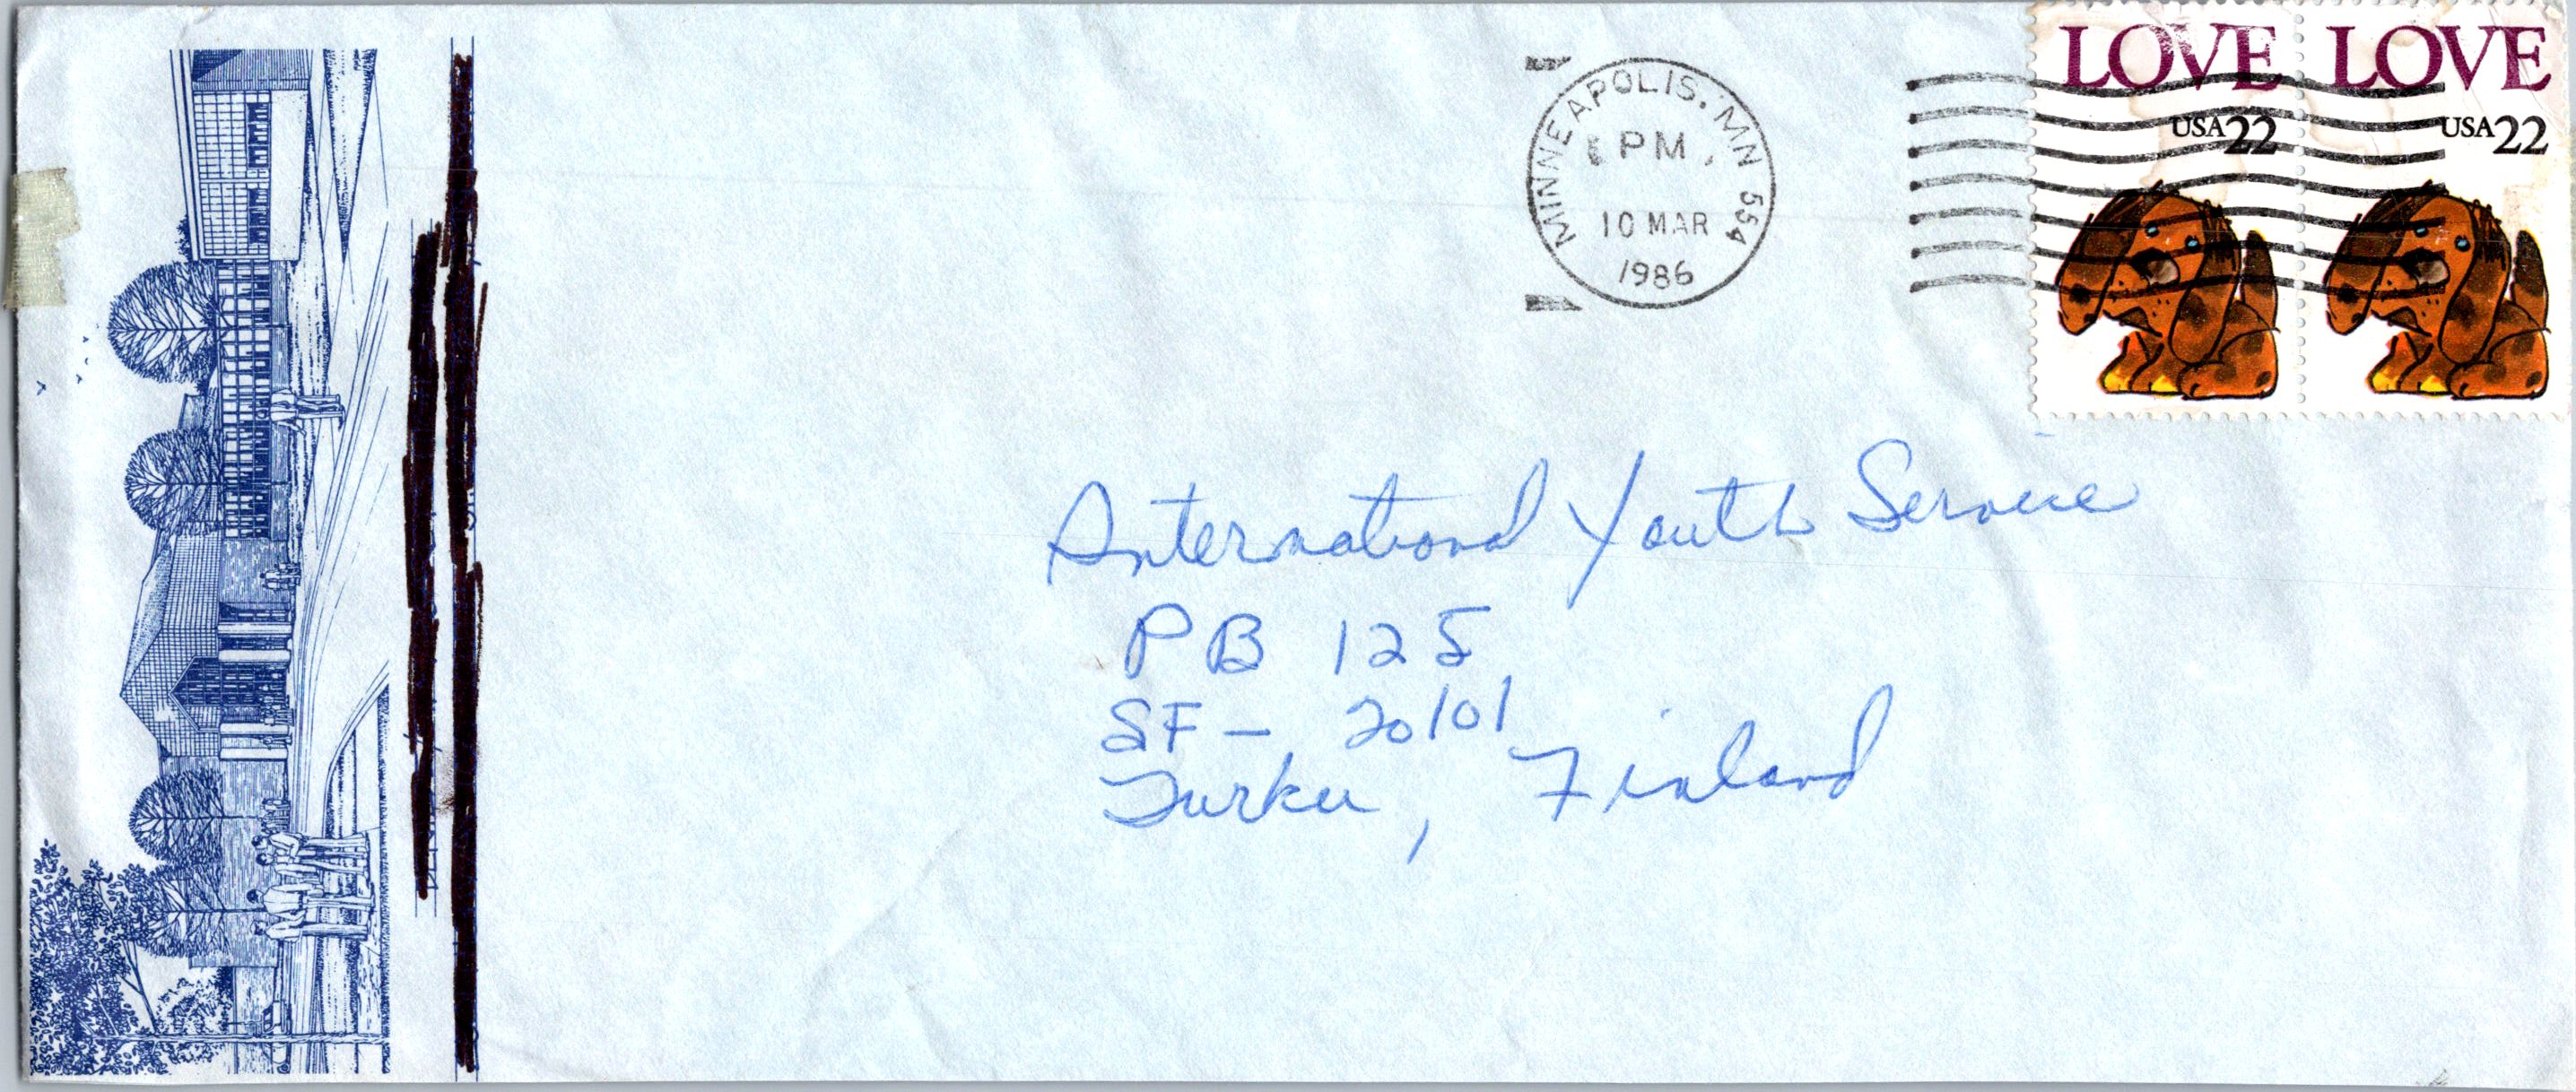 LOVE LOVE
USA22 USA22
MINNEAPOLIS, MN 554
PM
10 MAR
1986
International Youth Service
PB 125
SF- 20101
Turku, Finland